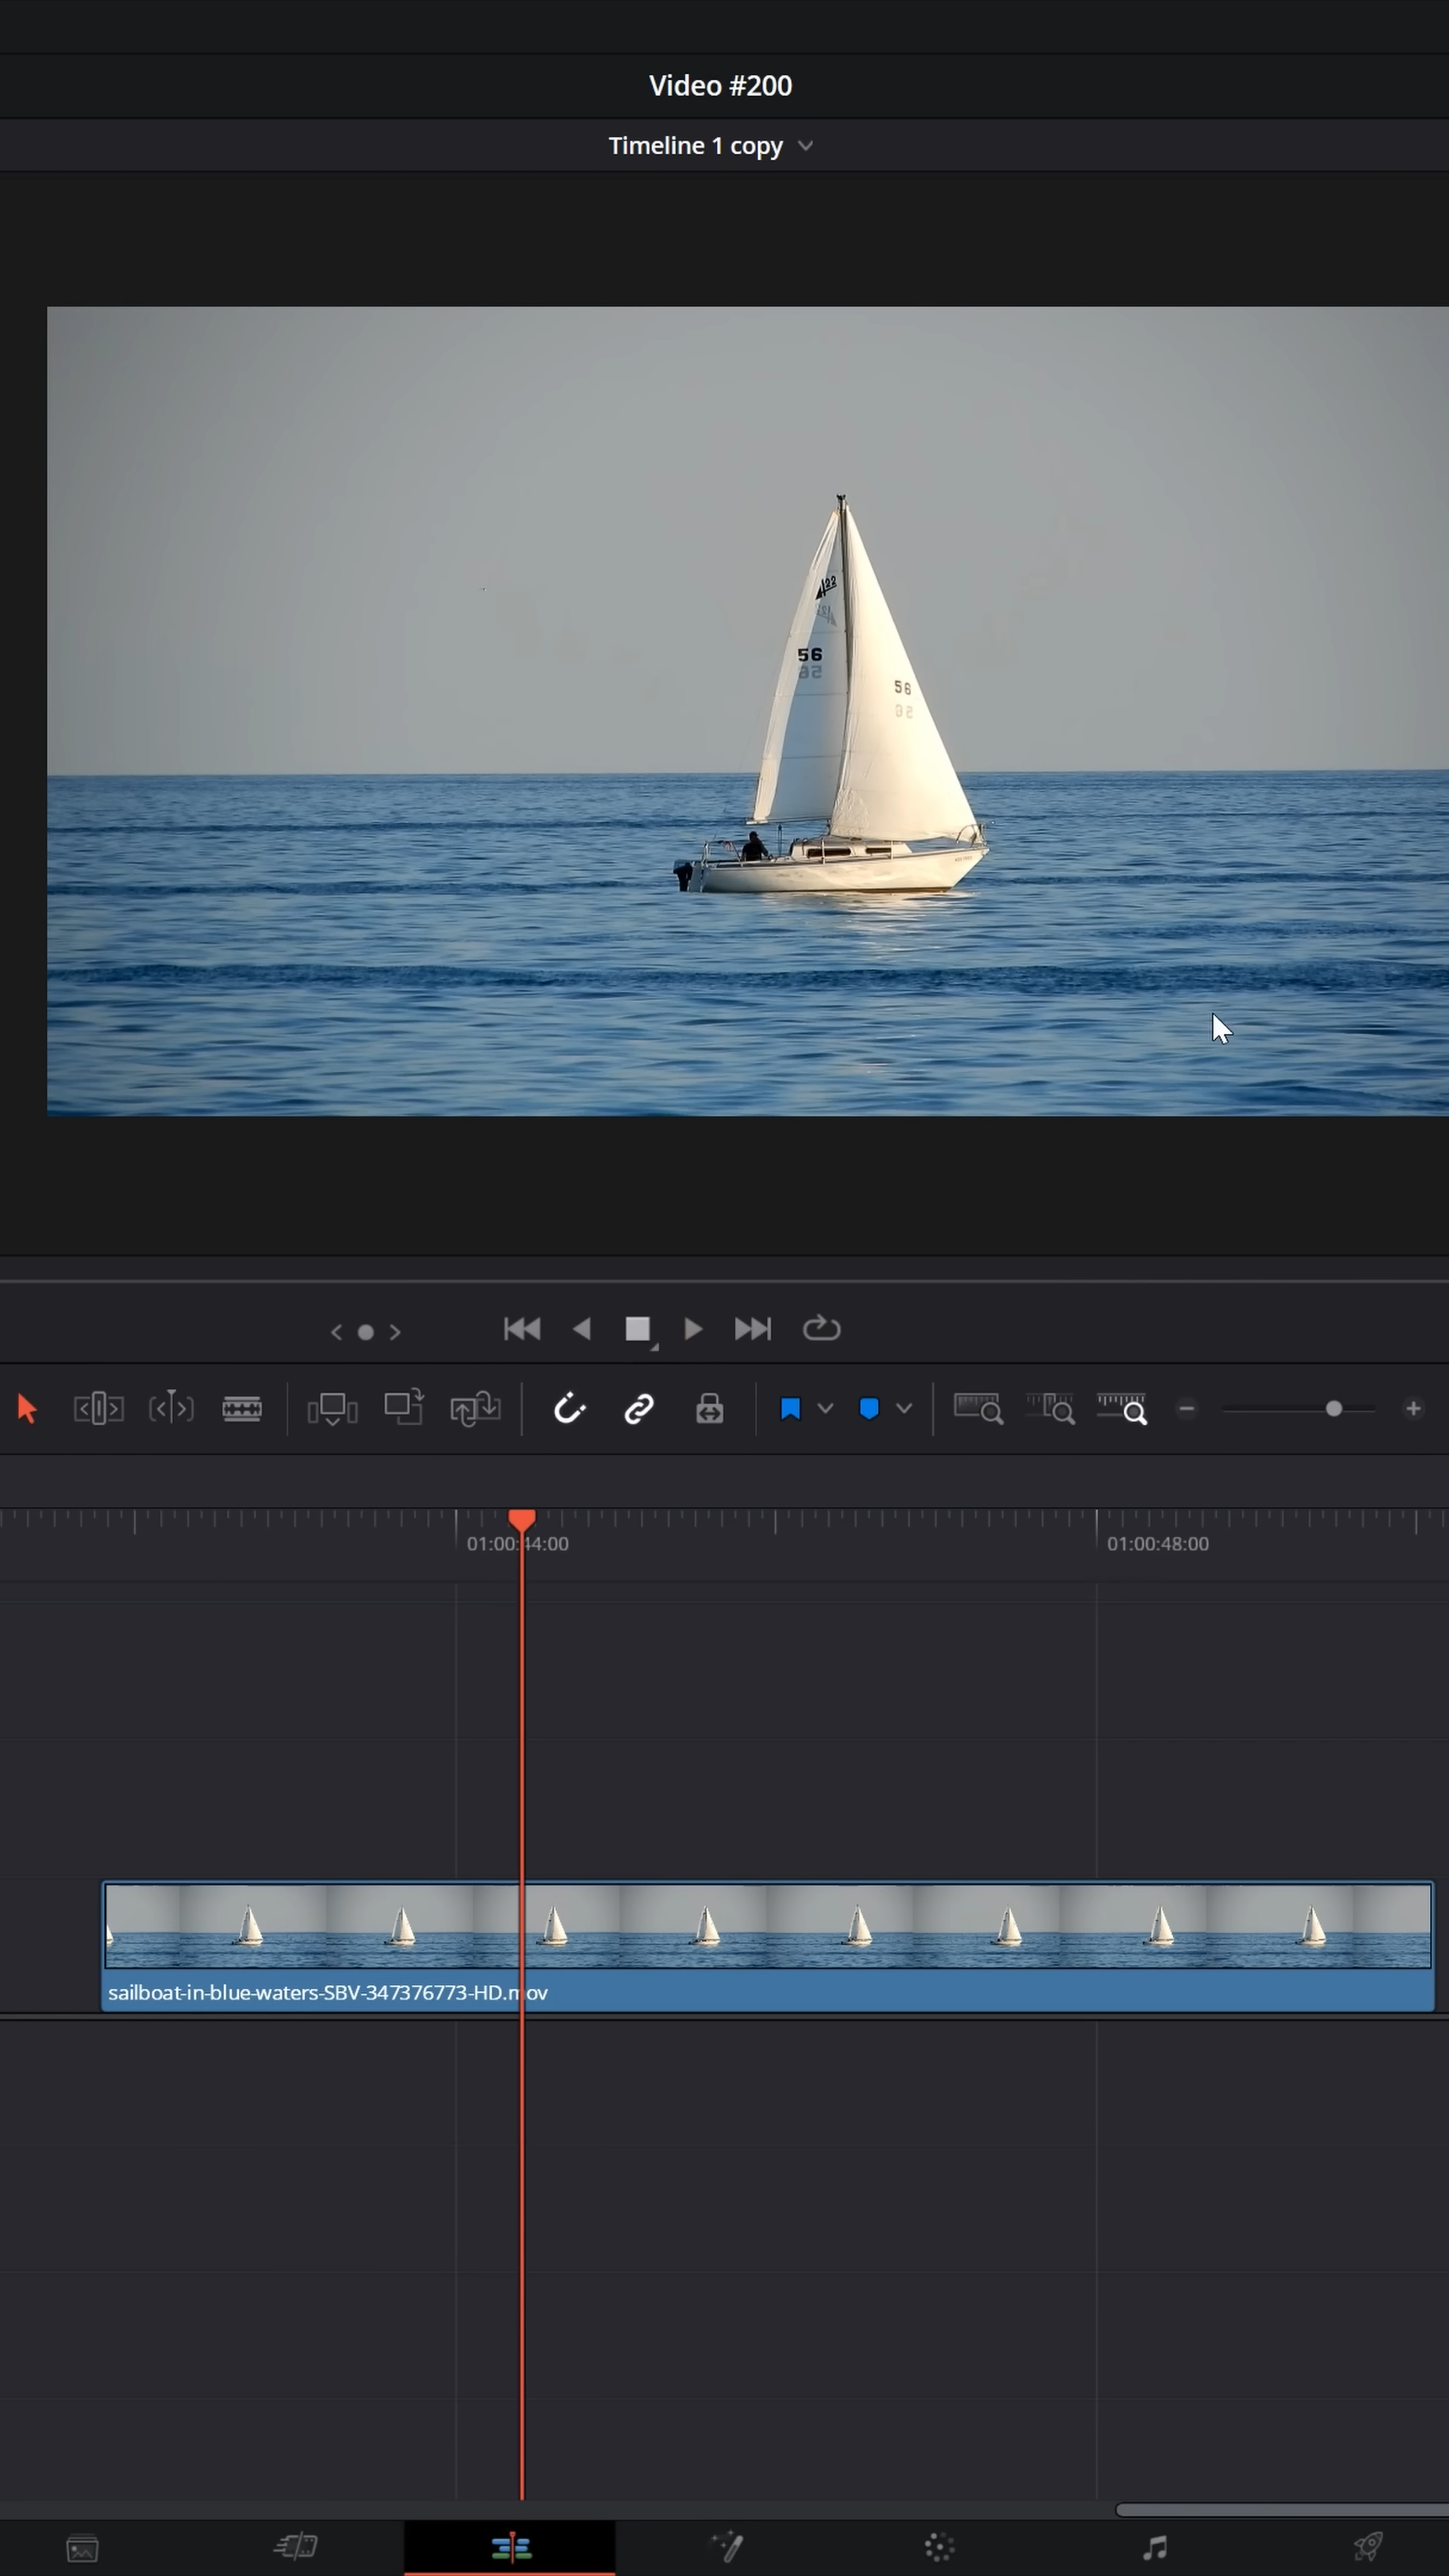 Video #200
Timeline 1 copy
22
56
56
01:00:44:00
01:00:48:00
sailboat-in-blue-waters-SBV-347376773-HD.mov